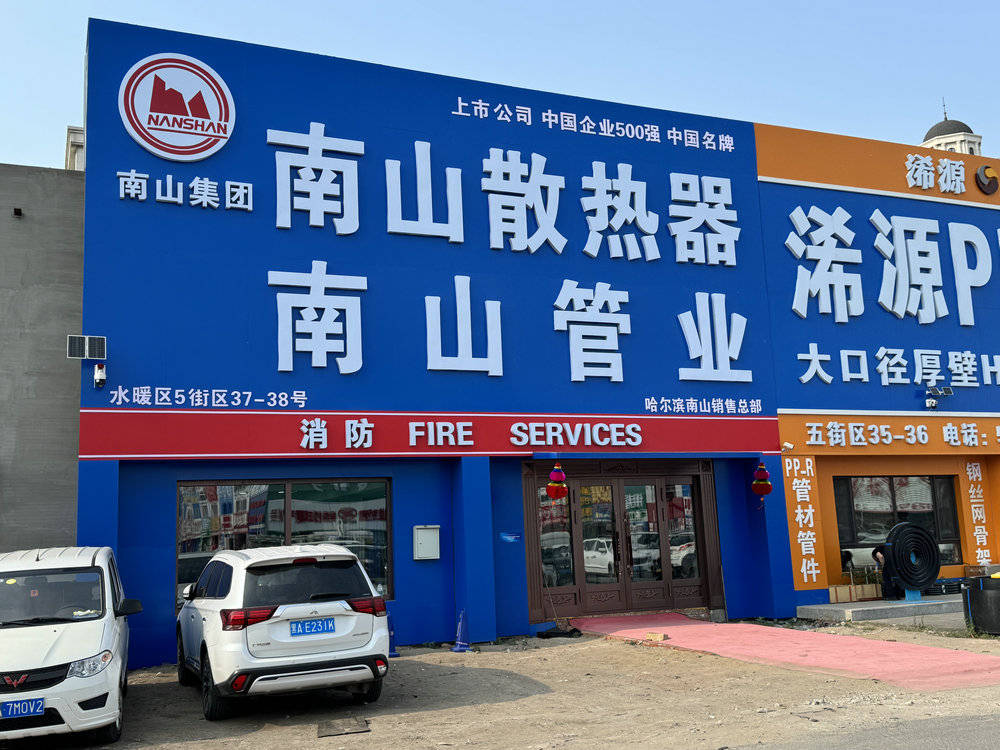 上市公司 中国企业500强 中国名牌
NANSHAN
南山集团
南山散热器
南山管业
水暖区5街区37-38号
哈尔滨南山销售总部
消防 FIRE SERVICES
浠源
浠源P
大口径厚壁H
五街区35-36 电话:
PP-R管材管件
钢丝网骨架
黑A E231K
7M0V2